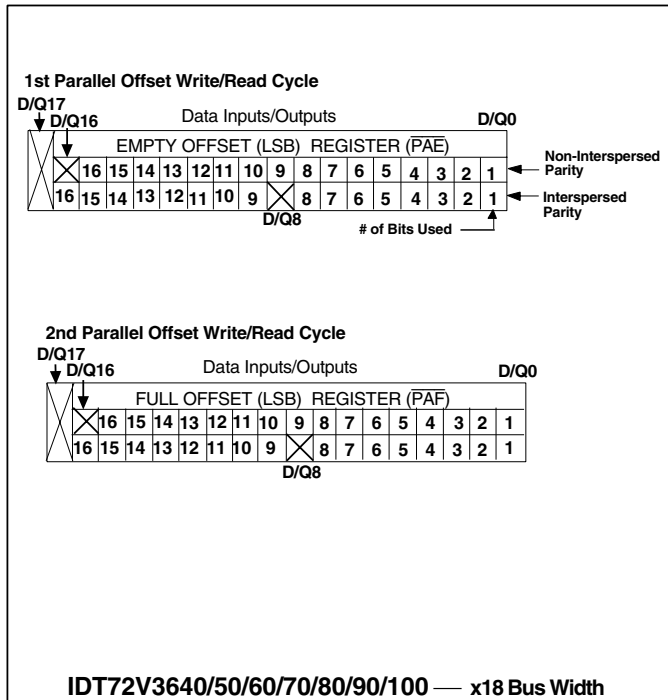 1st Parallel Offset Write/Read Cycle
D/Q17
D/Q16
Data Inputs/Outputs
D/Q0
EMPTY OFFSET (LSB) REGISTER (PAE)
16 15 14 13 12 11 10 9 8 7 6 5 4 3 2 1
Non-Interspersed
Parity
16 15 14 13 12 11 10 9 8 7 6 5 4 3 2 1
Interspersed
Parity
D/Q8
# of Bits Used
2nd Parallel Offset Write/Read Cycle
D/Q17
D/Q16
Data Inputs/Outputs
D/Q0
FULL OFFSET (LSB) REGISTER (PAF)
16 15 14 13 12 11 10 9 8 7 6 5 4 3 2 1
16 15 14 13 12 11 10 9 8 7 6 5 4 3 2 1
D/Q8
IDT72V3640/50/60/70/80/90/100 — x18 Bus Width